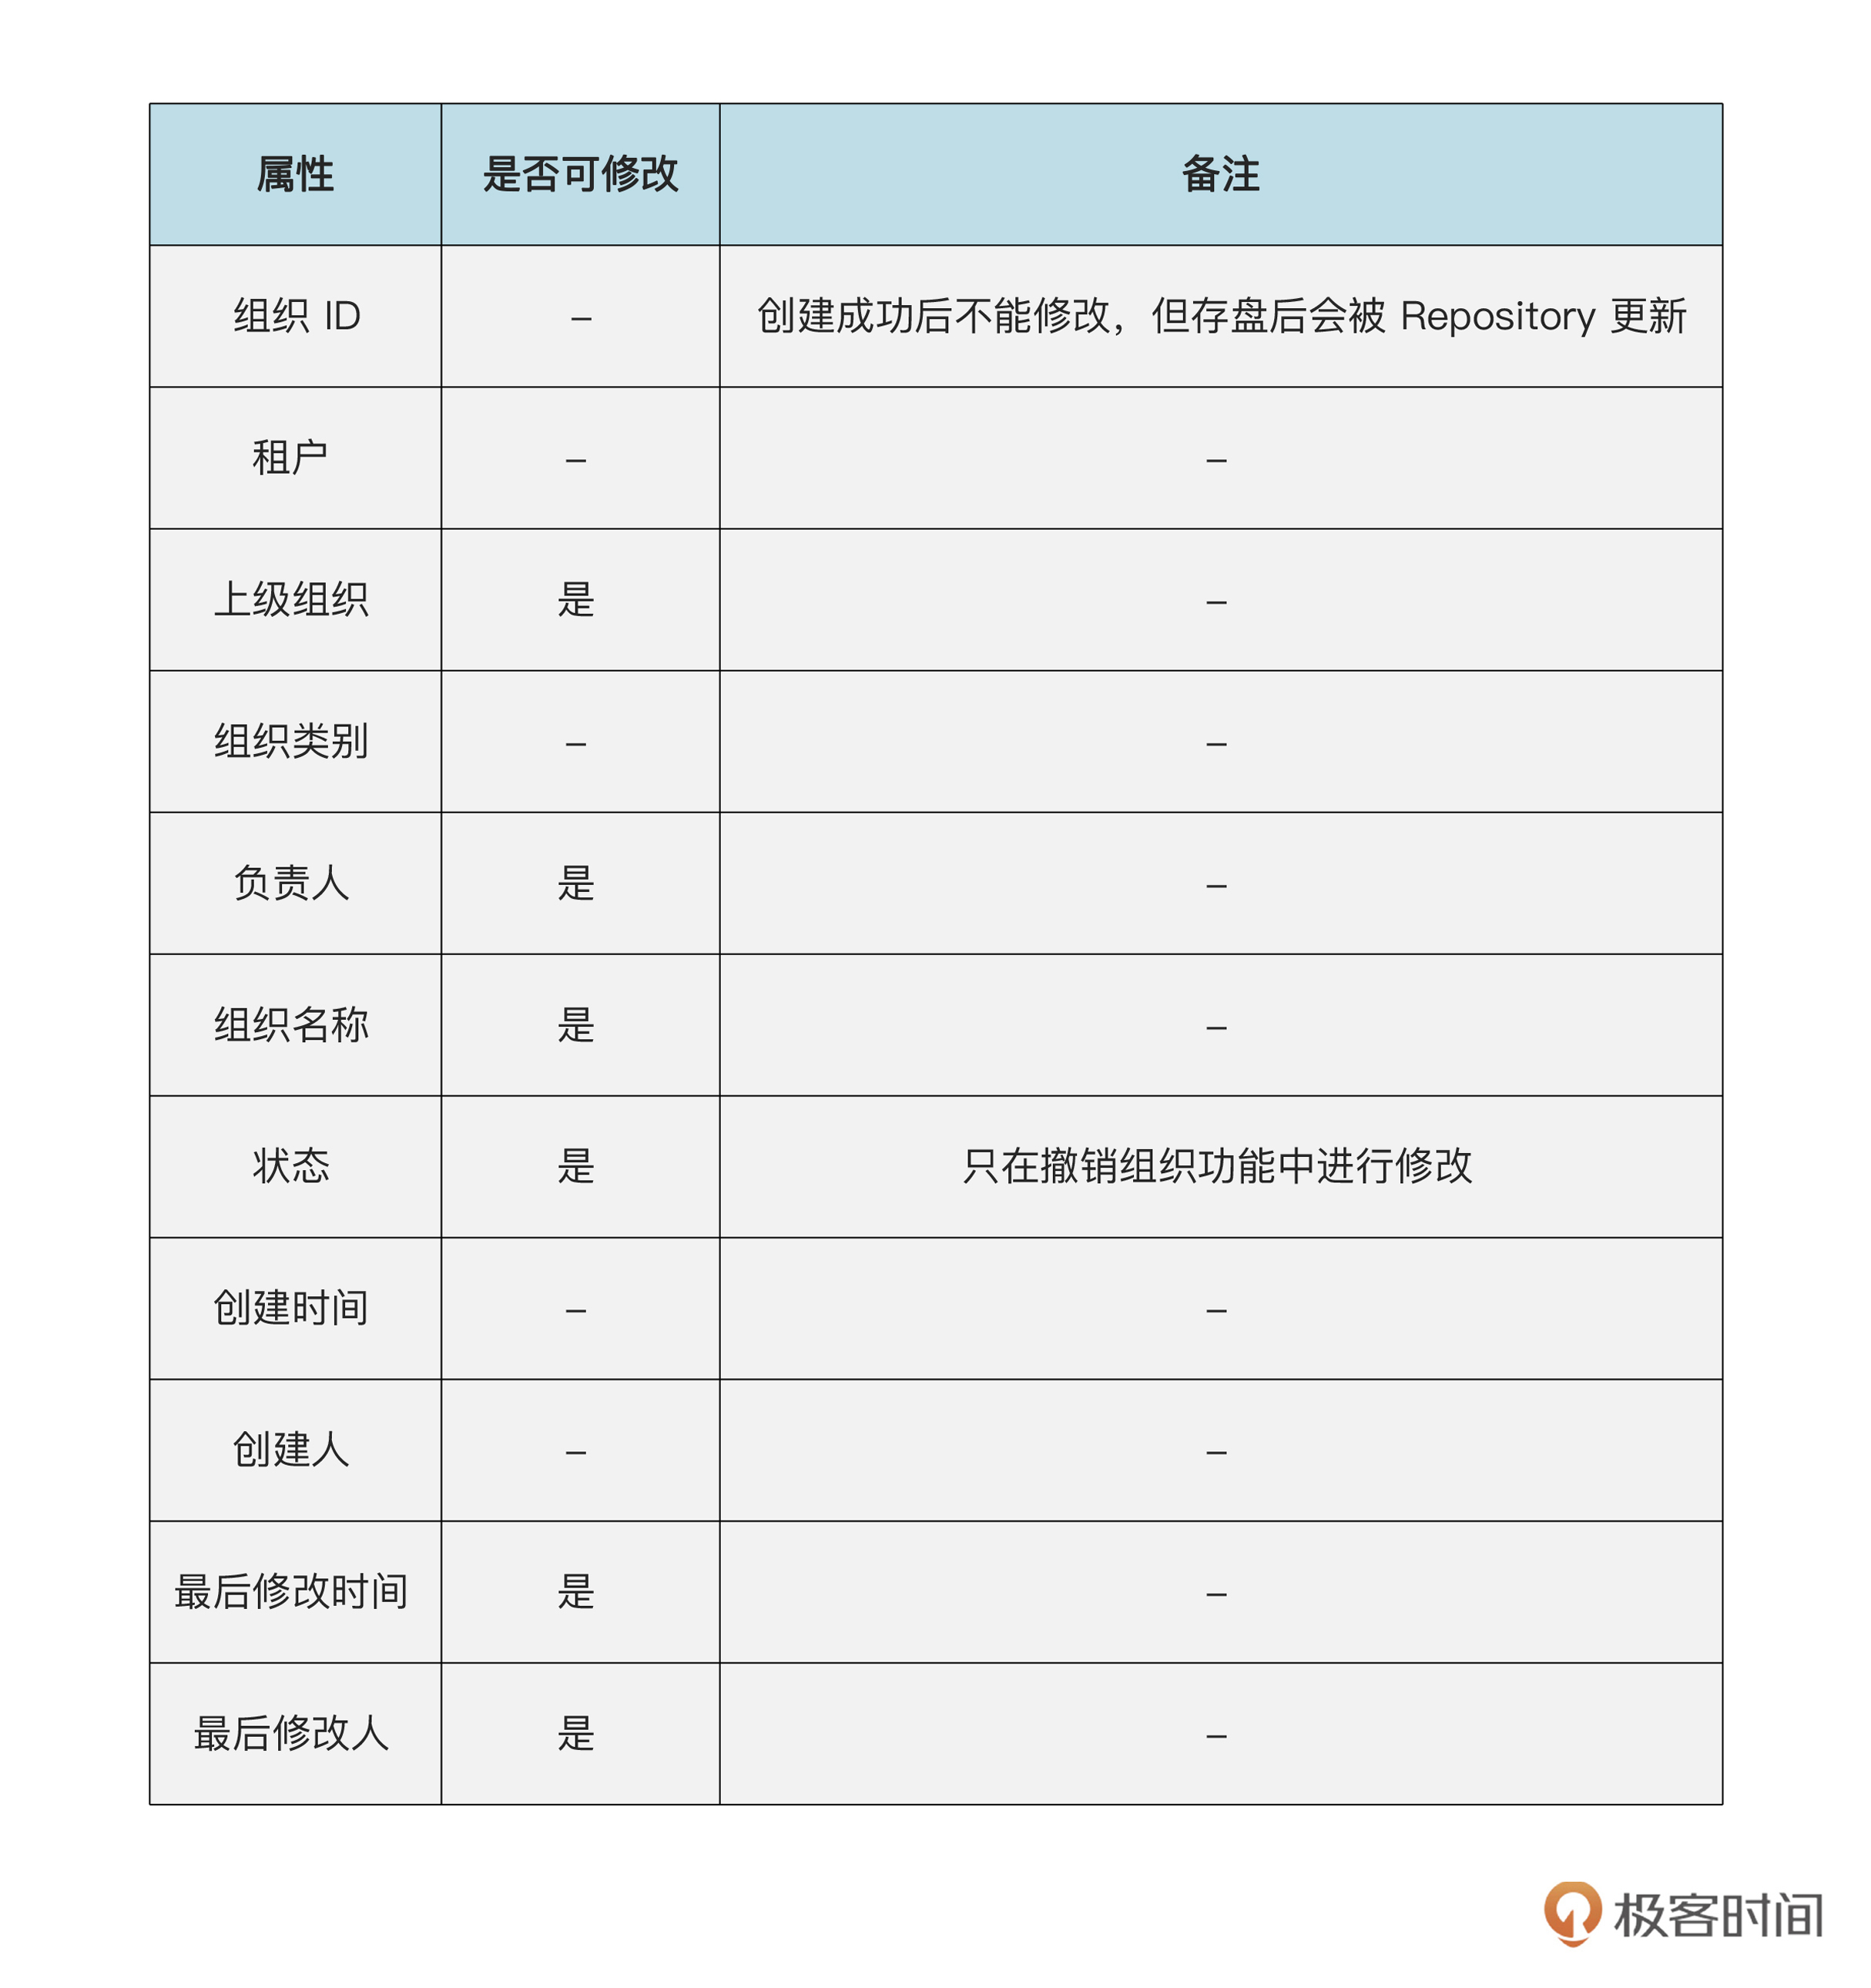 属性 是否可修改 备注
组织 ID – 创建成功后不能修改，但存盘后会被 Repository 更新
租户 – –
上级组织 是 –
组织类别 – –
负责人 是 –
组织名称 是 –
状态 是 只在撤销组织功能中进行修改
创建时间 – –
创建人 – –
最后修改时间 是 –
最后修改人 是 –
极客时间